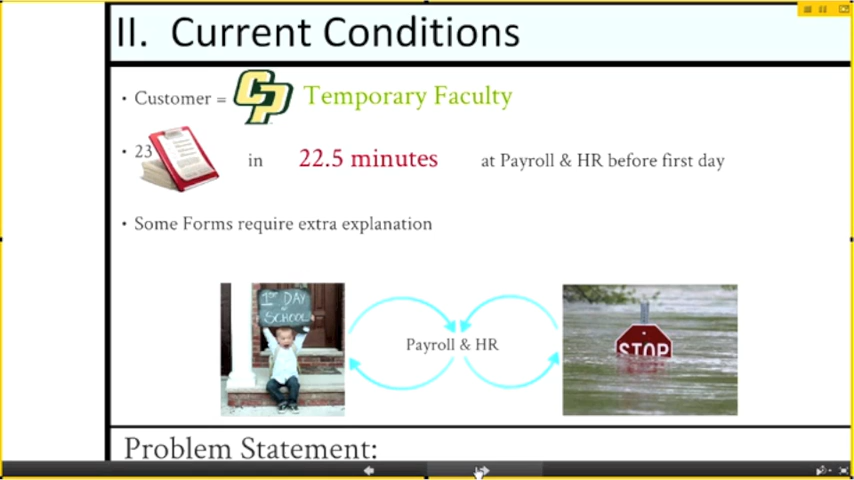 II. Current Conditions
• Customer = CP Temporary Faculty
• 23 in 22.5 minutes at Payroll & HR before first day
• Some Forms require extra explanation
1ST DAY
SCHOOL
Payroll & HR
STOP
Problem Statement: